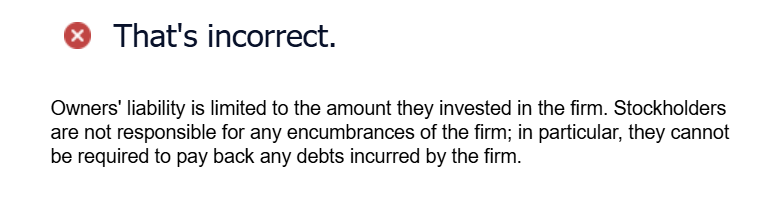 That's incorrect.
Owners' liability is limited to the amount they invested in the firm. Stockholders
are not responsible for any encumbrances of the firm; in particular, they cannot
be required to pay back any debts incurred by the firm.